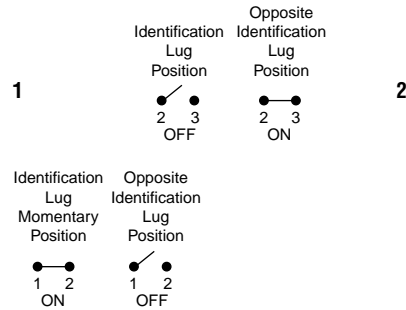 Opposite
Identification Identification
Lug Lug
Position Position
1 2
2 3 2 3
OFF ON
Identification Opposite
Lug Identification
Momentary Lug
Position Position
1 2 1 2
ON OFF